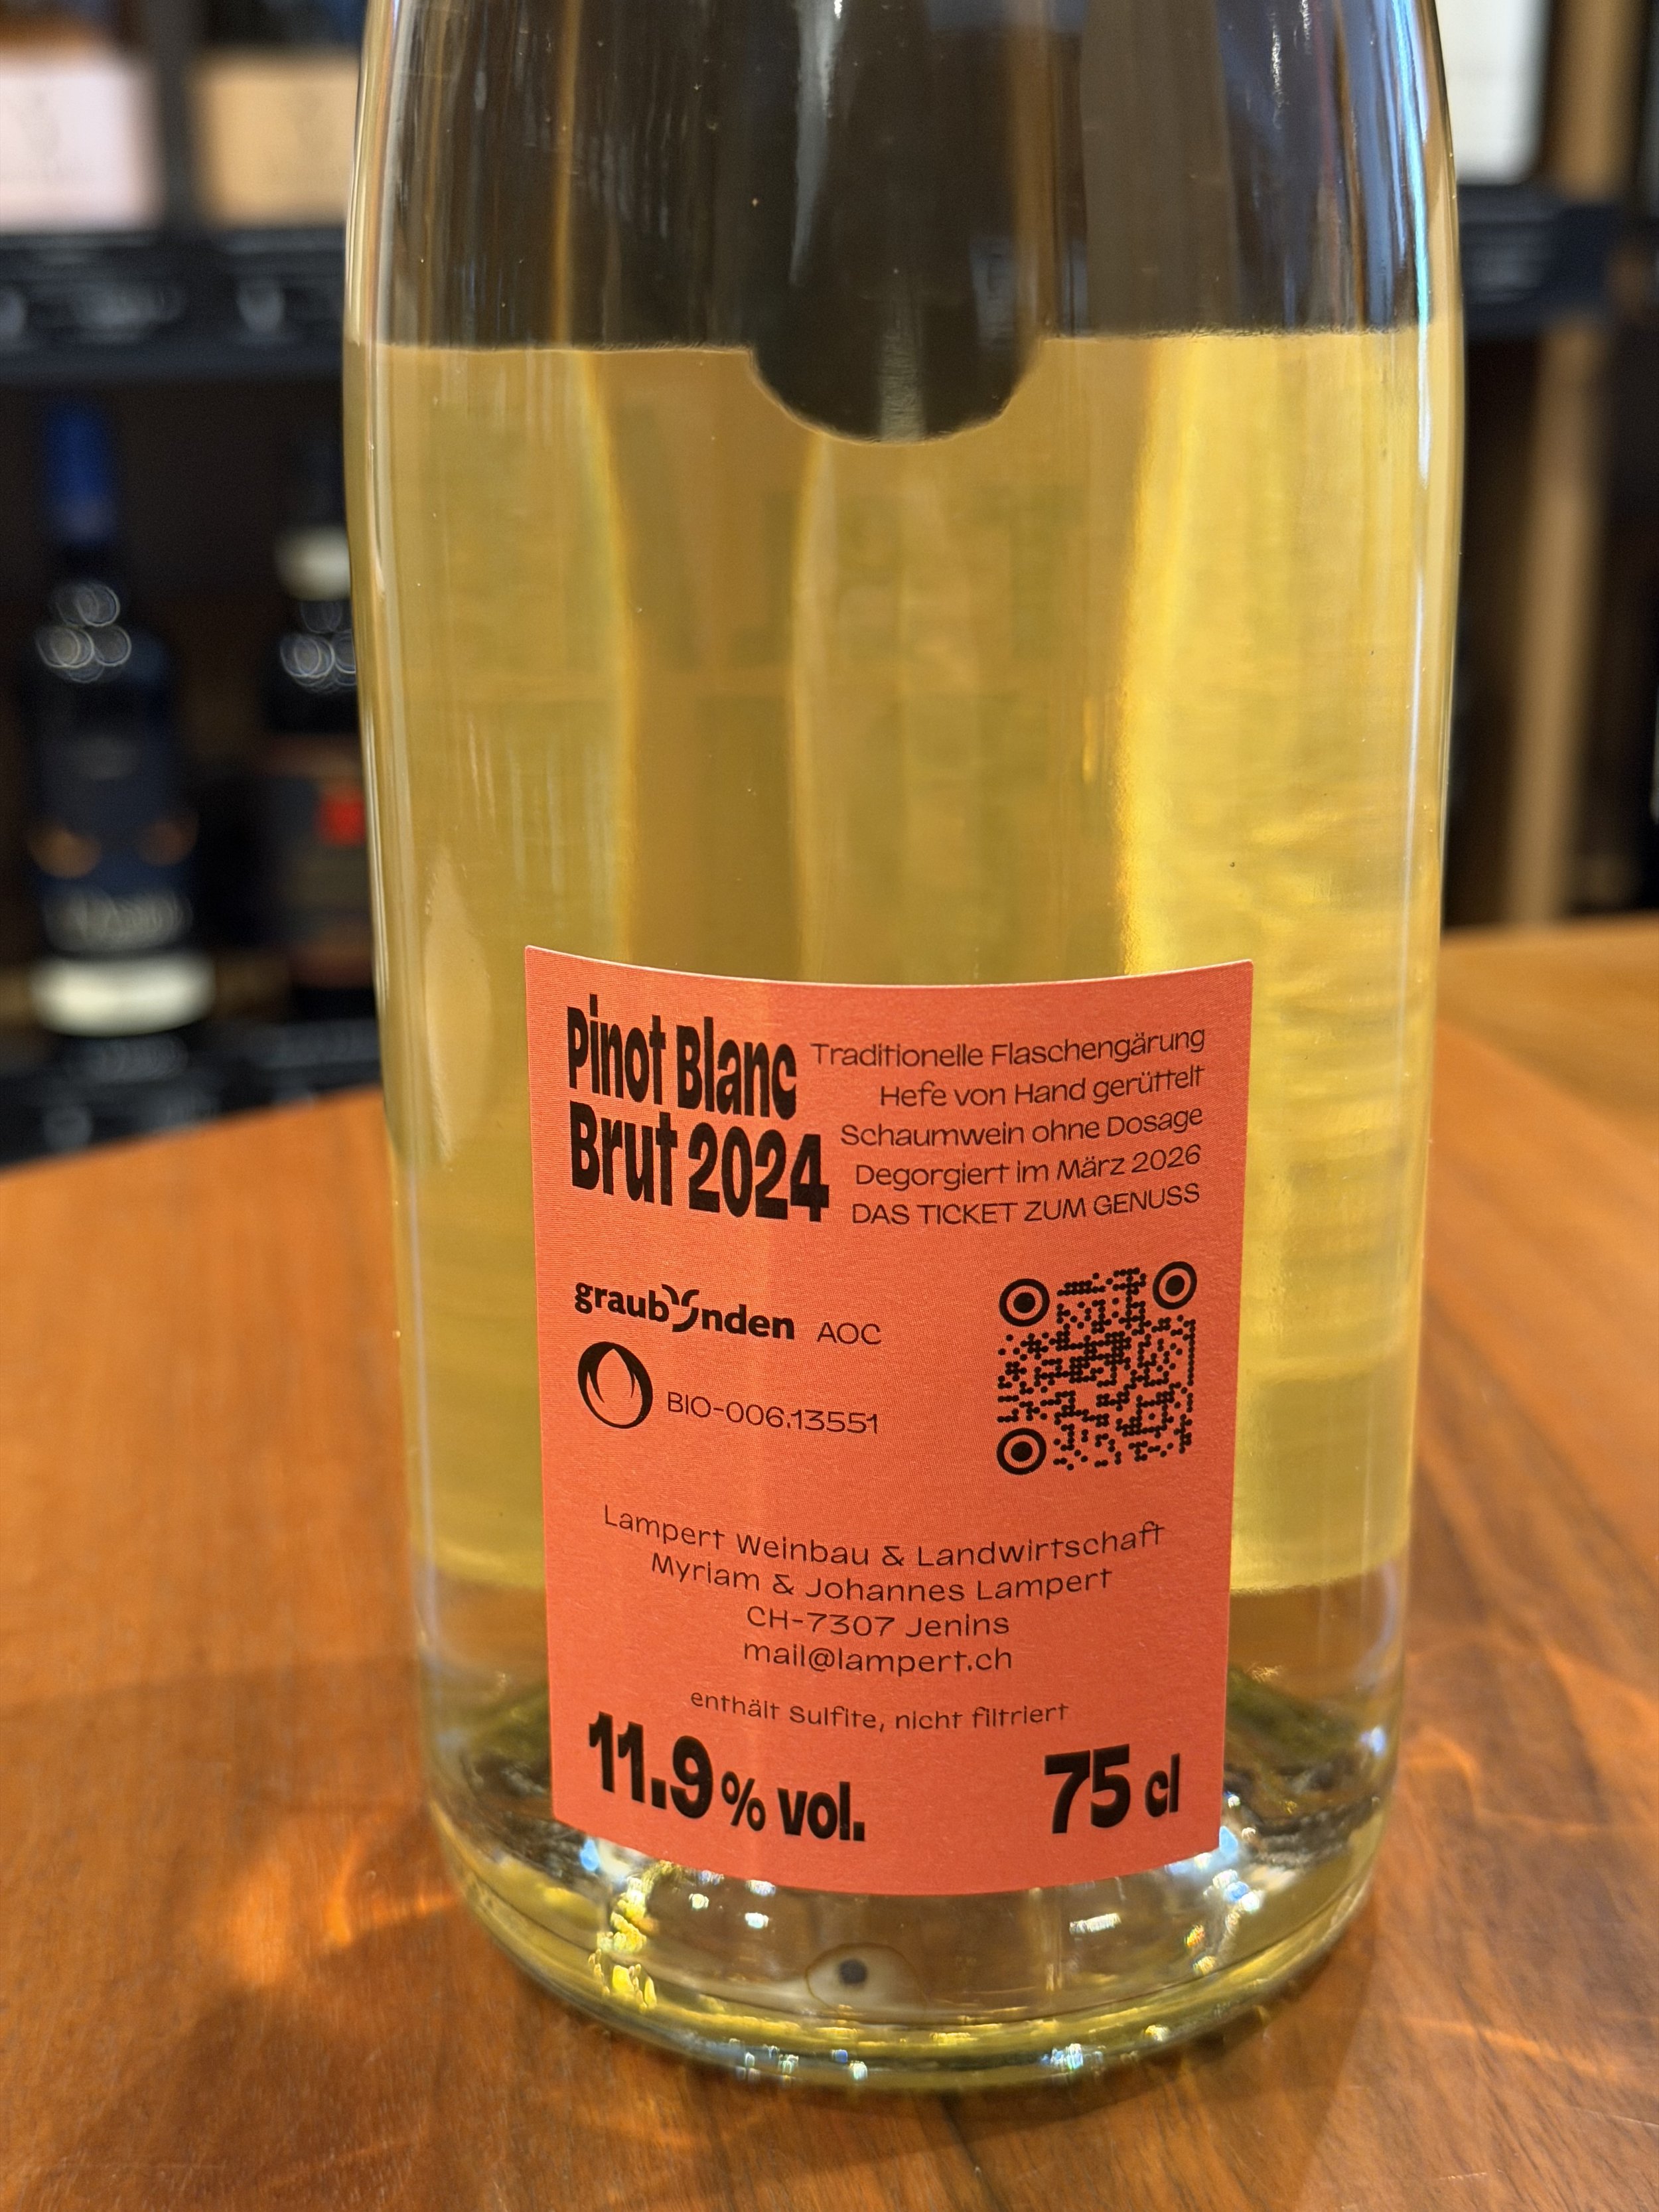 Pinot Blanc
Brut 2024
Traditionelle Flaschengärung
Hefe von Hand gerüttelt
Schaumwein ohne Dosage
Degorgiert im März 2026
DAS TICKET ZUM GENUSS
graubünden AOC
BIO-006.13551
Lampert Weinbau & Landwirtschaft
Myriam & Johannes Lampert
CH-7307 Jenins
mail@lampert.ch
enthält Sulfite, nicht filtriert
11.9% vol.
75 cl